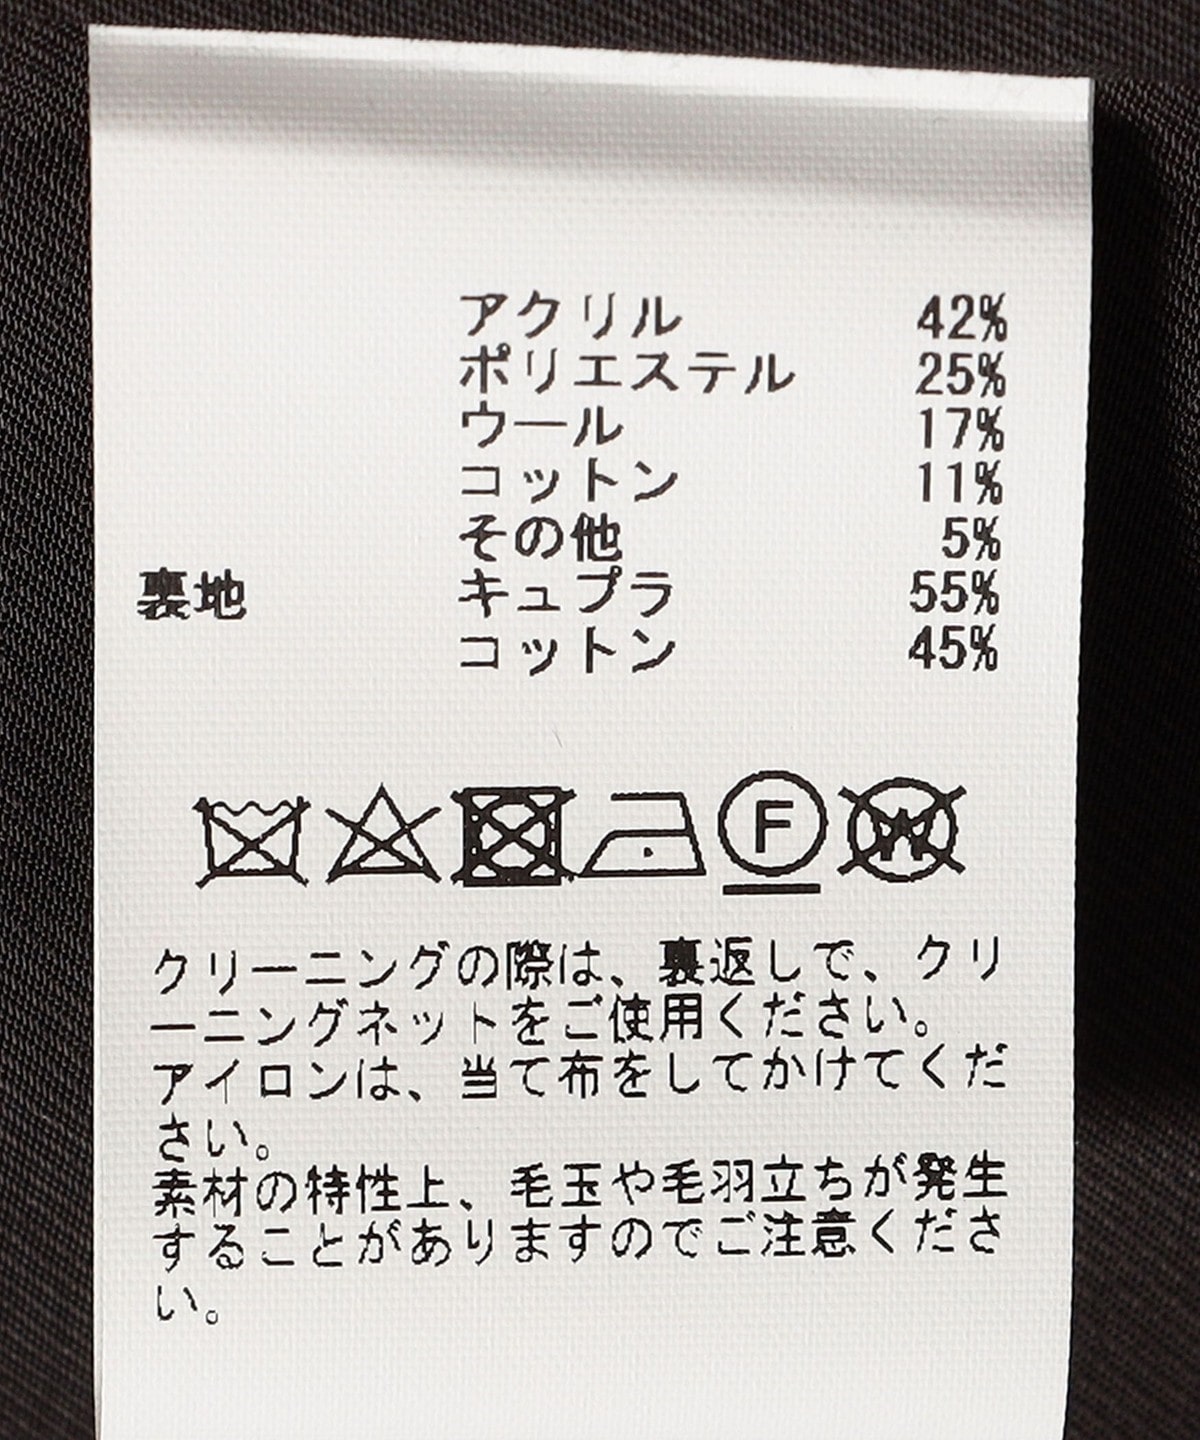 アクリル 42%
ポリエステル 25%
ウール 17%
コットン 11%
その他 5%
裏地 キュプラ 55%
コットン 45%
F
W
クリーニングの際は、裏返しで、クリ
ーニングネットをご使用ください。
アイロンは、当て布をしてかけてくだ
さい。
素材の特性上、毛玉や毛羽立ちが発生
することがありますのでご注意くださ
い。